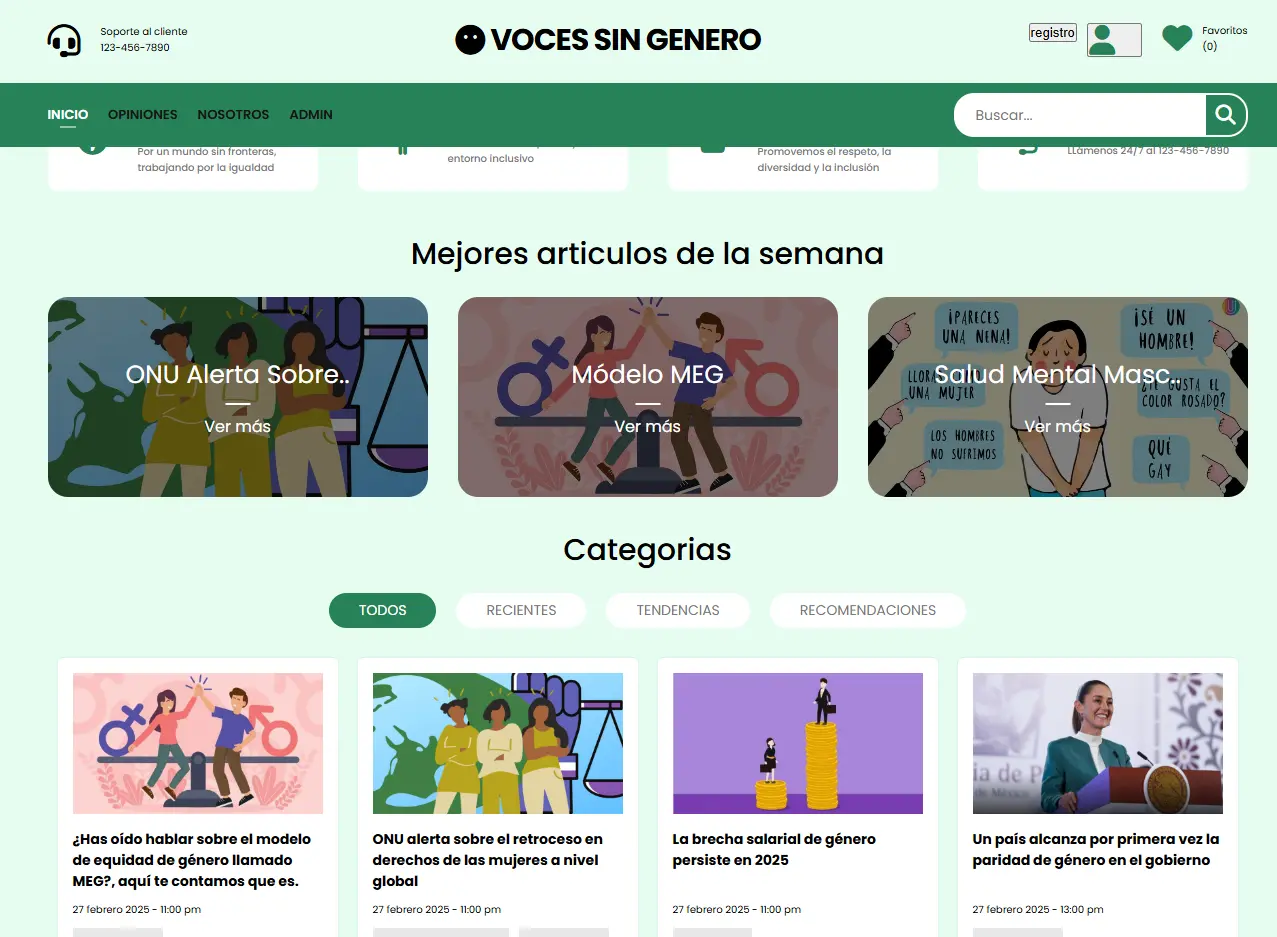 Soporte al cliente
123-456-7890
VOCES SIN GENERO
registro
Favoritos
(0)
INICIO OPINIONES NOSOTROS ADMIN
Buscar...
Por un mundo sin fronteras,
trabajando por la igualdad
entorno inclusivo
Promovemos el respeto, la
diversidad y la inclusión
LLámenos 24/7 al 123-456-7890
Mejores articulos de la semana
ONU Alerta Sobre..
Ver más
Módelo MEG
Ver más
¡PARECES
UNA NENA!
¡SÉ UN
HOMBRE!
UNA MUJER
GUSTA EL
COLOR ROSADO?
LOS HOMBRES
NO SUFRIMOS
QUÉ
GAY
Salud Mental Masc..
Ver más
Categorias
TODOS RECIENTES TENDENCIAS RECOMENDACIONES
¿Has oído hablar sobre el modelo
de equidad de género llamado
MEG?, aquí te contamos que es.
27 febrero 2025 - 11:00 pm
ONU alerta sobre el retroceso en
derechos de las mujeres a nivel
global
27 febrero 2025 - 11:00 pm
La brecha salarial de género
persiste en 2025
27 febrero 2025 - 11:00 pm
ia de P
de México
Un país alcanza por primera vez la
paridad de género en el gobierno
27 febrero 2025 - 13:00 pm